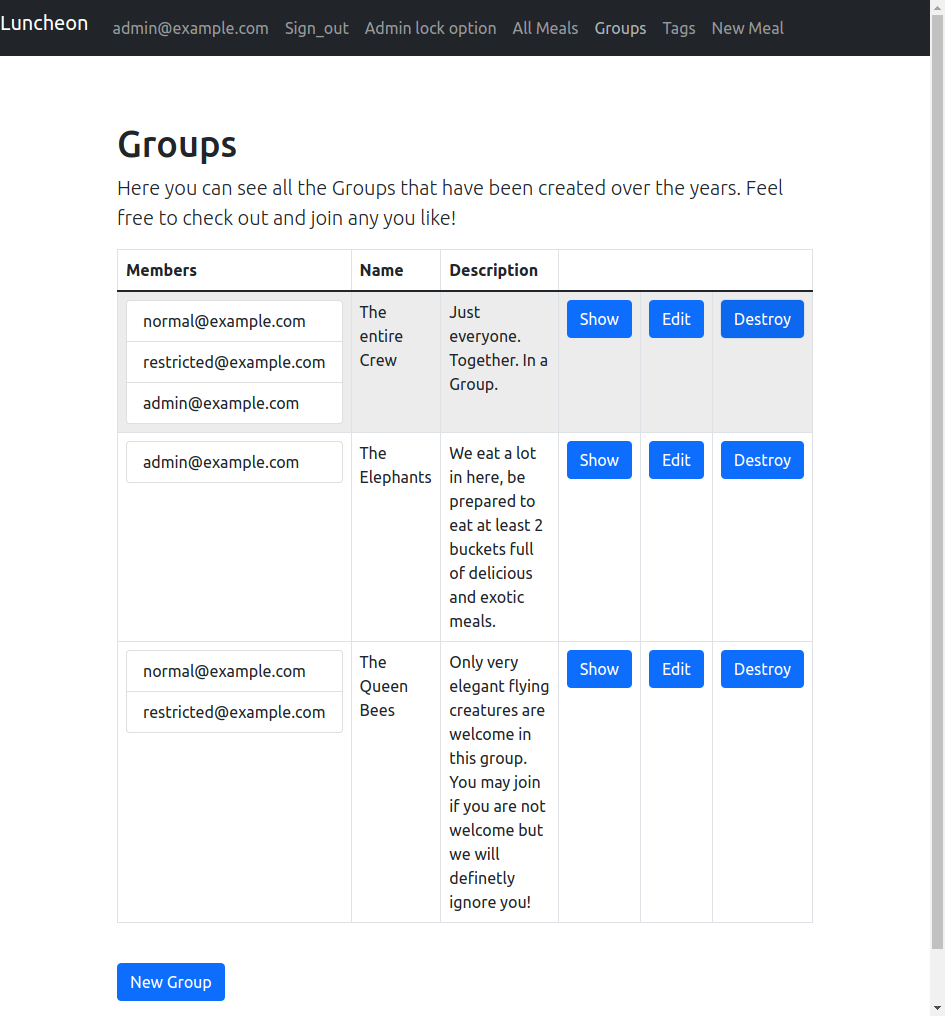 Luncheon admin@example.com Sign_out Admin lock option All Meals Groups Tags New Meal
Groups
Here you can see all the Groups that have been created over the years. Feel
free to check out and join any you like!
Members Name Description
normal@example.com
restricted@example.com
admin@example.com
The
entire
Crew
Just
everyone.
Together. In a
Group.
Show Edit Destroy
admin@example.com
The
Elephants
We eat a lot
in here, be
prepared to
eat at least 2
buckets full
of delicious
and exotic
meals.
Show Edit Destroy
normal@example.com
restricted@example.com
The
Queen
Bees
Only very
elegant flying
creatures are
welcome in
this group.
You may join
if you are not
welcome but
we will
definetly
ignore you!
Show Edit Destroy
New Group